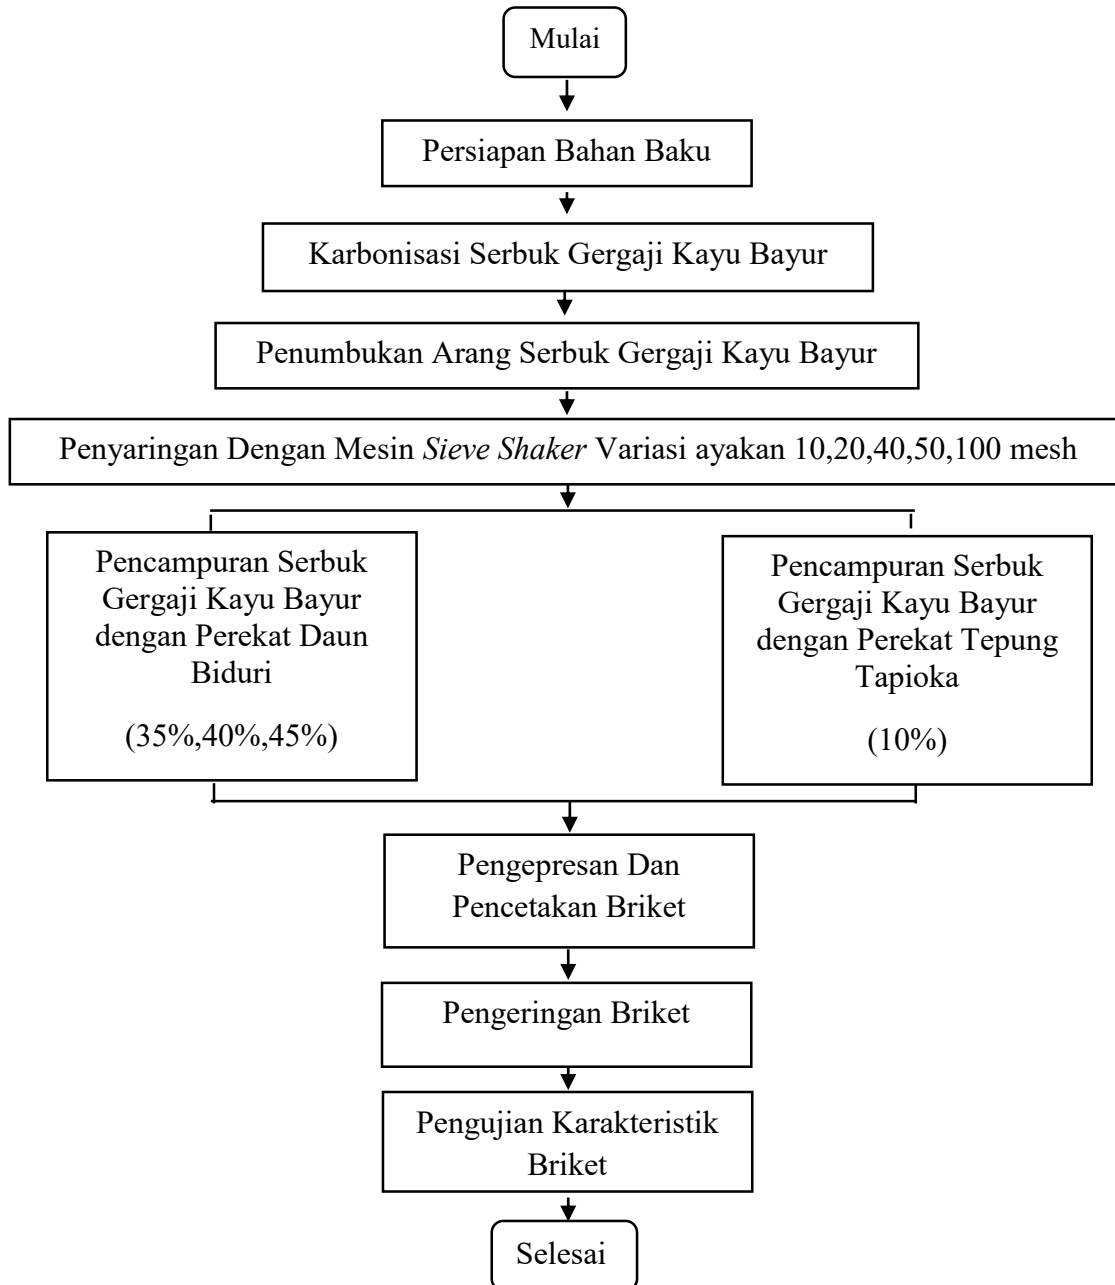 Mulai
Persiapan Bahan Baku
Karbonisasi Serbuk Gergaji Kayu Bayur
Penumbukan Arang Serbuk Gergaji Kayu Bayur
Penyaringan Dengan Mesin Sieve Shaker Variasi ayakan 10,20,40,50,100 mesh
Pencampuran Serbuk
Gergaji Kayu Bayur
dengan Perekat Daun
Biduri
(35%,40%,45%)
Pencampuran Serbuk
Gergaji Kayu Bayur
dengan Perekat Tepung
Tapioka
(10%)
Pengepresan Dan
Pencetakan Briket
Pengeringan Briket
Pengujian Karakteristik
Briket
Selesai